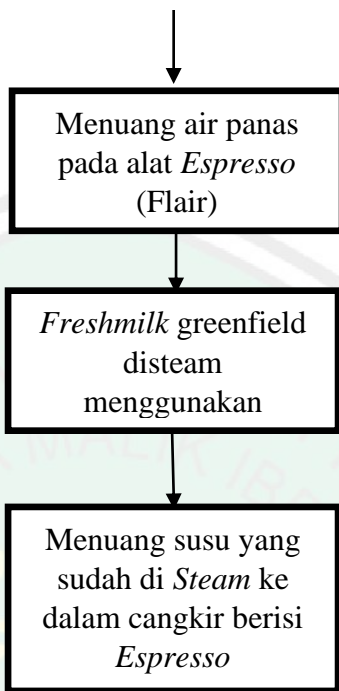 Menuang air panas
pada alat Espresso
(Flair)
Freshmilk greenfield
disteam
menggunakan
Menuang susu yang
sudah di Steam ke
dalam cangkir berisi
Espresso